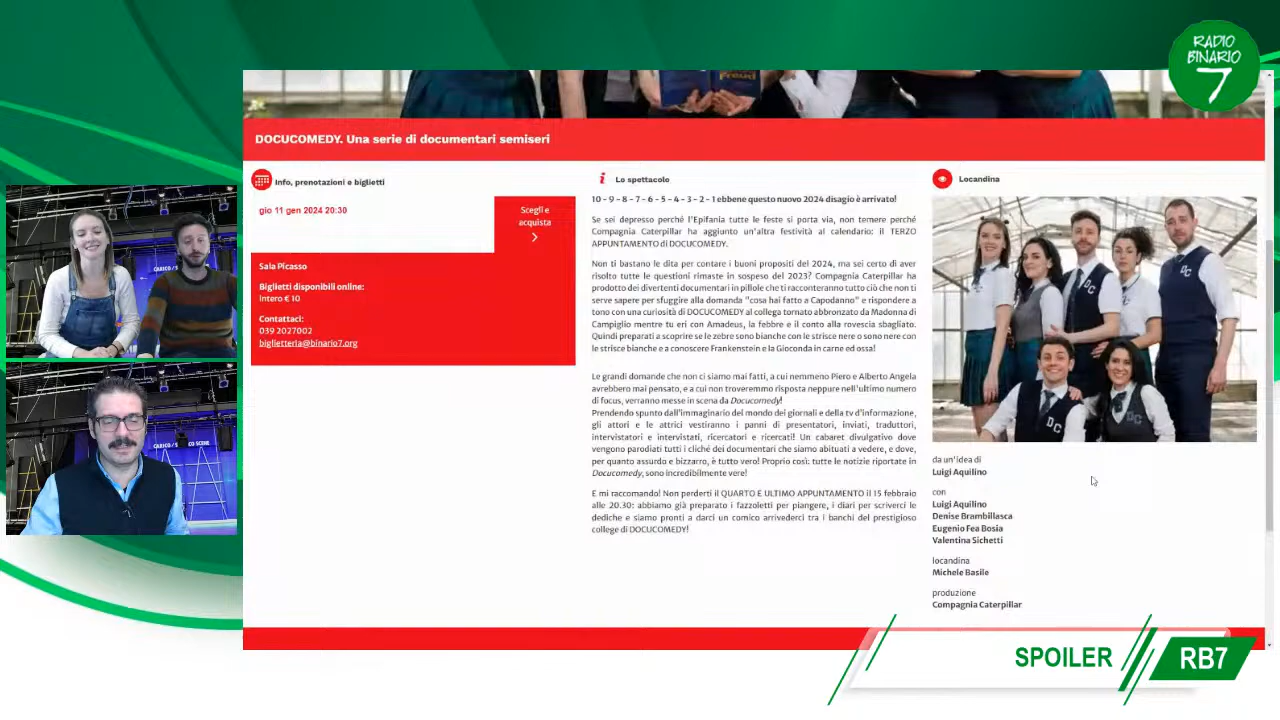 RADIO
BINARIO
7
Freud
DOCUCOMEDY. Una serie di documentari semiseri
Info, prenotazioni e biglietti
gio 11 gen 2024 20:30
Scegli e
acquista
Sala Picasso
Biglietti disponibili online:
Intero € 10
Contattaci:
039 2027002
biglietteria@binario7.org
Lo spettacolo
10 - 9 - 8 - 7 - 6 - 5 - 4 - 3 - 2 - 1 ebbene questo nuovo 2024 disagio è arrivato!
Se sei depresso perché l'Epifania tutte le feste si porta via, non temere perché
Compagnia Caterpillar ha aggiunto un'altra festività al calendario: il TERZO
APPUNTAMENTO di DOCUCOMEDY.
Non ti bastano le dita per contare i buoni propositi del 2024, ma sei certo di aver
risolto tutte le questioni rimaste in sospeso del 2023? Compagnia Caterpillar ha
prodotto dei divertenti documentari in pillole che ti racconteranno tutto ciò che non ti
serve sapere per sfuggire alla domanda "cosa hai fatto a Capodanno" e rispondere a
tono con una curiosità di DOCUCOMEDY al collega tornato abbronzato da Madonna di
Campiglio mentre tu eri con Amadeus, la febbre e il conto alla rovescia sbagliato.
Quindi preparati a scoprire se le zebre sono bianche con le strisce nere o sono nere con
le strisce bianche e a conoscere Frankenstein e la Gioconda in carne ed ossa!
Le grandi domande che non ci siamo mai fatti, a cui nemmeno Piero e Alberto Angela
avrebbero mai pensato, e a cui non troveremmo risposta neppure nell'ultimo numero
di focus, verranno messe in scena da Docucomedy!
Prendendo spunto dall'immaginario del mondo dei giornali e della tv d'informazione,
gli attori e le attrici vestiranno i panni di presentatori, inviati, traduttori,
intervistatori e intervistati, ricercatori e ricercati! Un cabaret divulgativo dove
vengono parodiati tutti i cliché dei documentari che siamo abituati a vedere, e dove,
per quanto assurdo e bizzarro, è tutto vero! Proprio così: tutte le notizie riportate in
Docucomedy, sono incredibilmente vere!
E mi raccomando! Non perderti il QUARTO E ULTIMO APPUNTAMENTO il 15 febbraio
alle 20.30: abbiamo già preparato i fazzoletti per piangere, i diari per scriverci le
dediche e siamo pronti a darci un comico arrivederci tra i banchi del prestigioso
college di DOCUCOMEDY!
Locandina
DC
DC
DC
DC
DC
da un'idea di
Luigi Aquilino
con
Luigi Aquilino
Denise Brambillasca
Eugenio Fea Bosia
Valentina Sichetti
locandina
Michele Basile
produzione
Compagnia Caterpillar
SPOILER
RB7